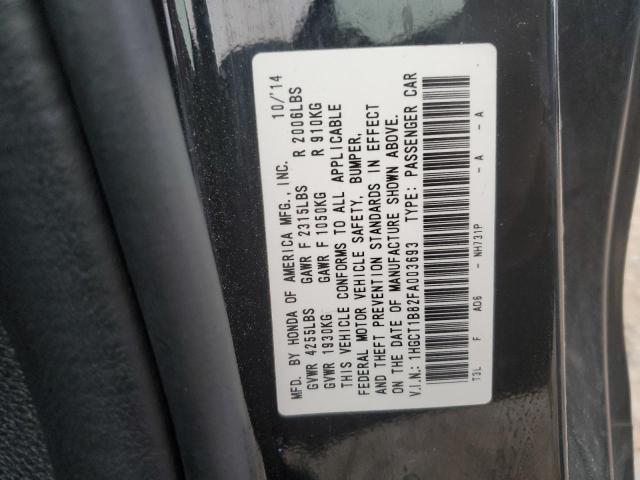 MFD. BY HONDA OF AMERICA MFG., INC. 10/'14
GVWR 4255LBS GAWR F 2315LBS R 2006LBS
GVWR 1930KG GAWR F 1050KG R 910KG
THIS VEHICLE CONFORMS TO ALL APPLICABLE
FEDERAL MOTOR VEHICLE SAFETY, BUMPER,
AND THEFT PREVENTION STANDARDS IN EFFECT
ON THE DATE OF MANUFACTURE SHOWN ABOVE.
V.I.N.: 1HGCT1B82FA003693 TYPE: PASSENGER CAR
T3L F AD6 - NH731P - A - A